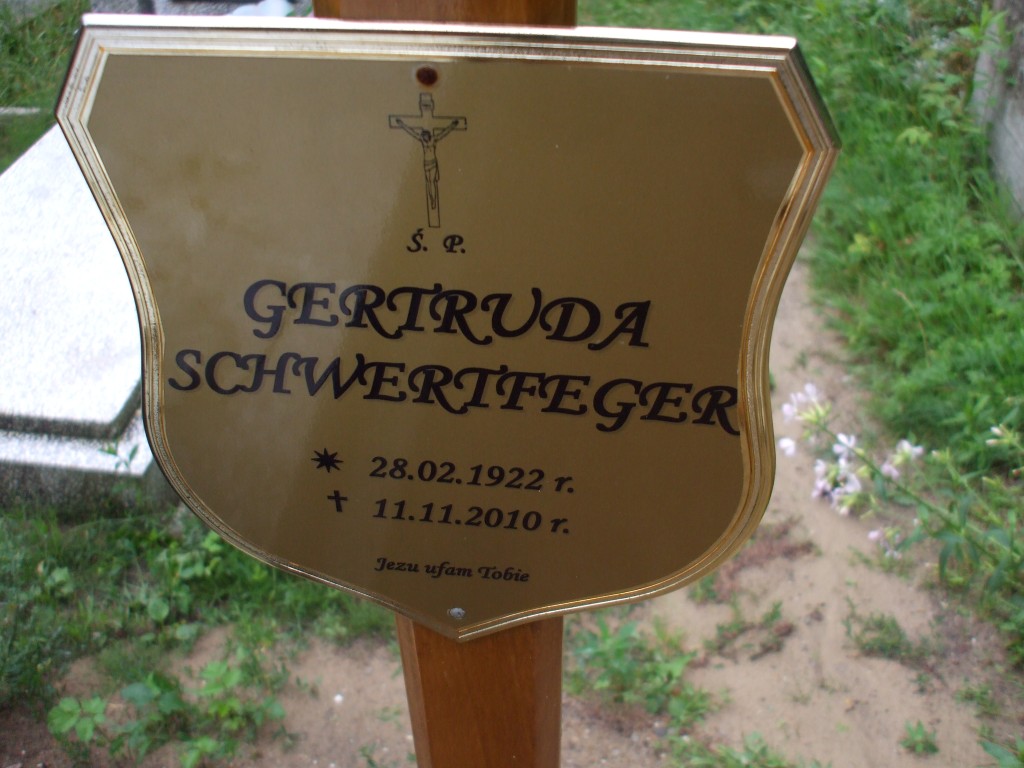 Ś. P.
GERTRUDA
SCHWERTFEGER
28.02.1922 r.
11.11.2010 r.
Jezu ufam Tobie